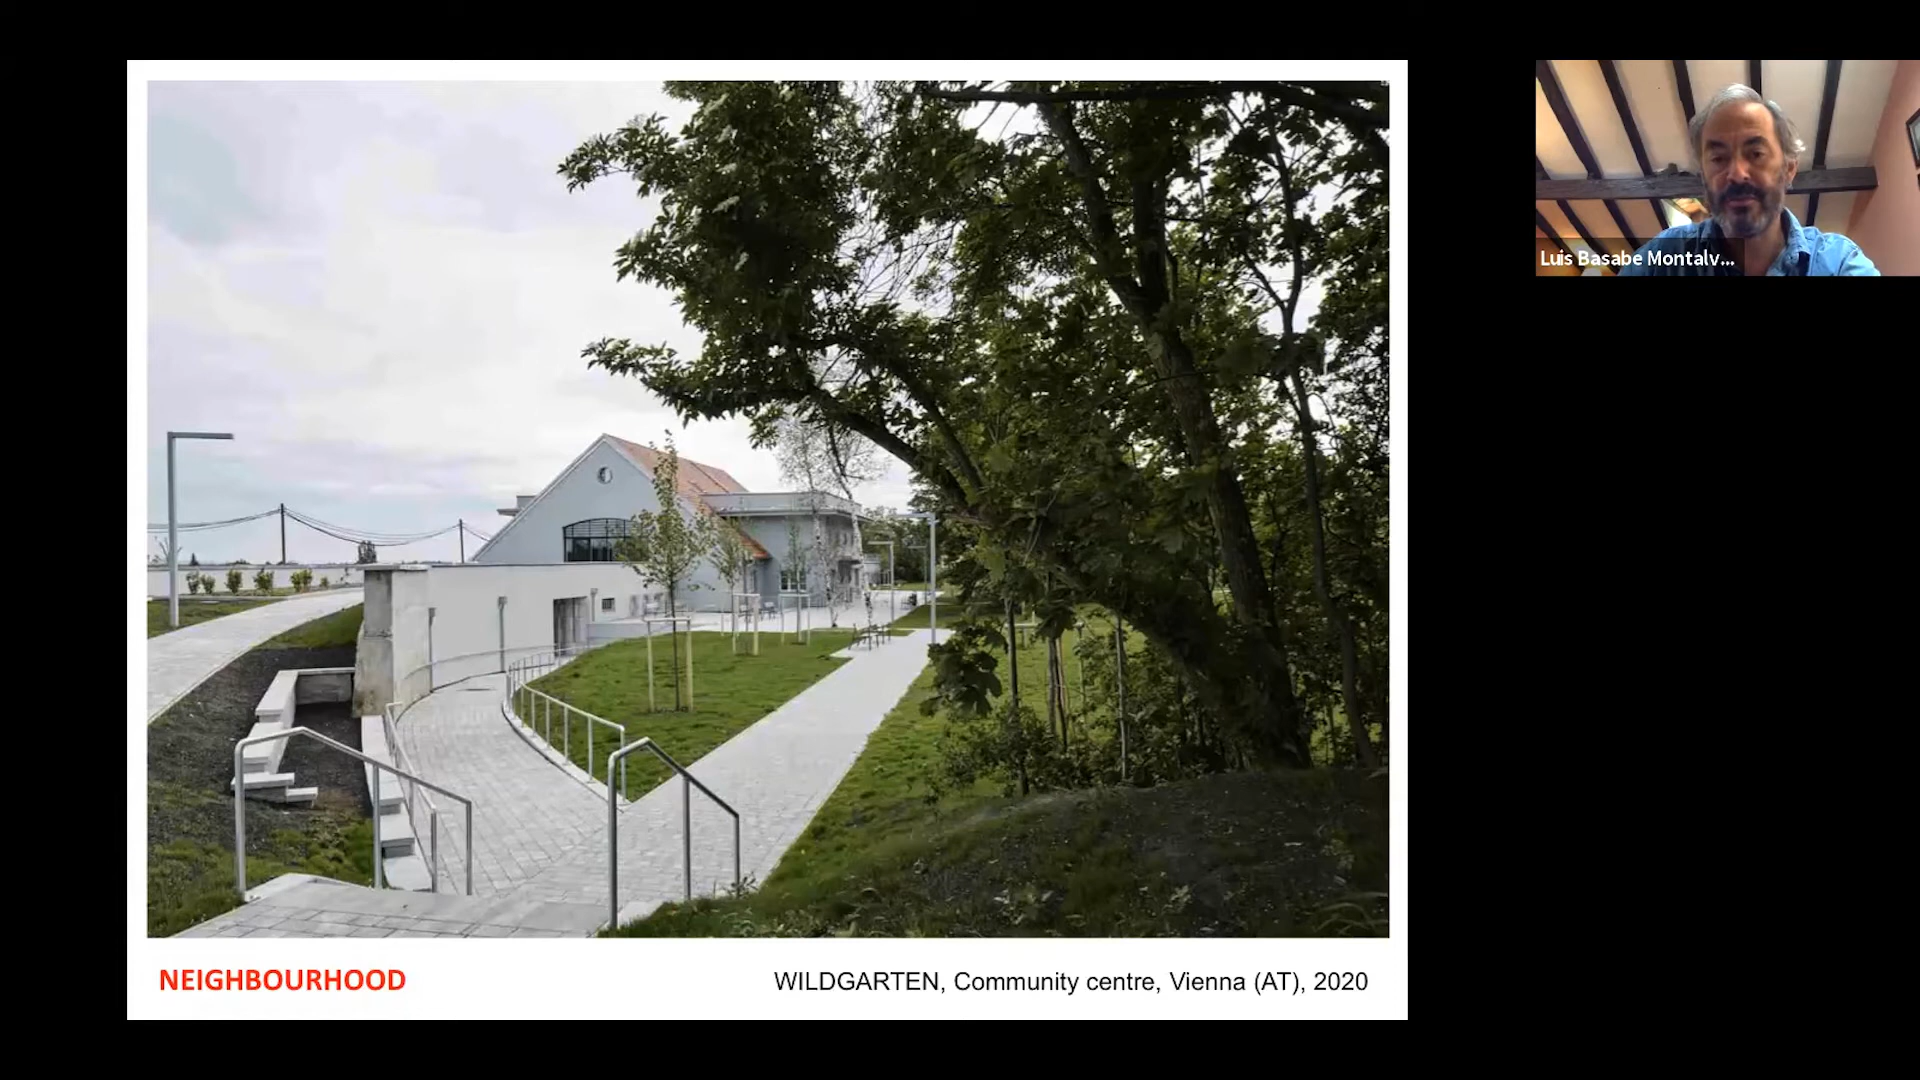 Luis Basabe Montalv...
NEIGHBOURHOOD
WILDGARTEN, Community centre, Vienna (AT), 2020